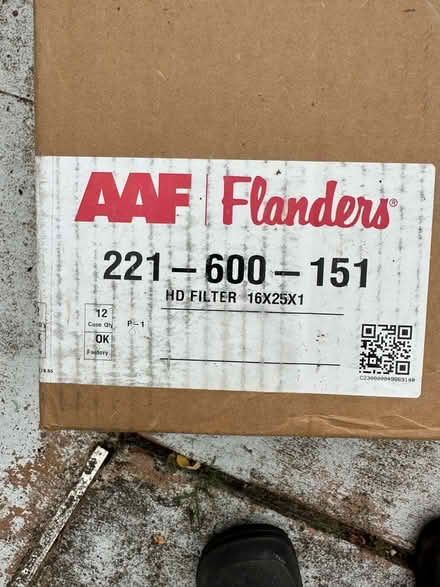 AAF Flanders®
221-600-151
HD FILTER 16X25X1
12
Case Qty
P-1
OK
Factory